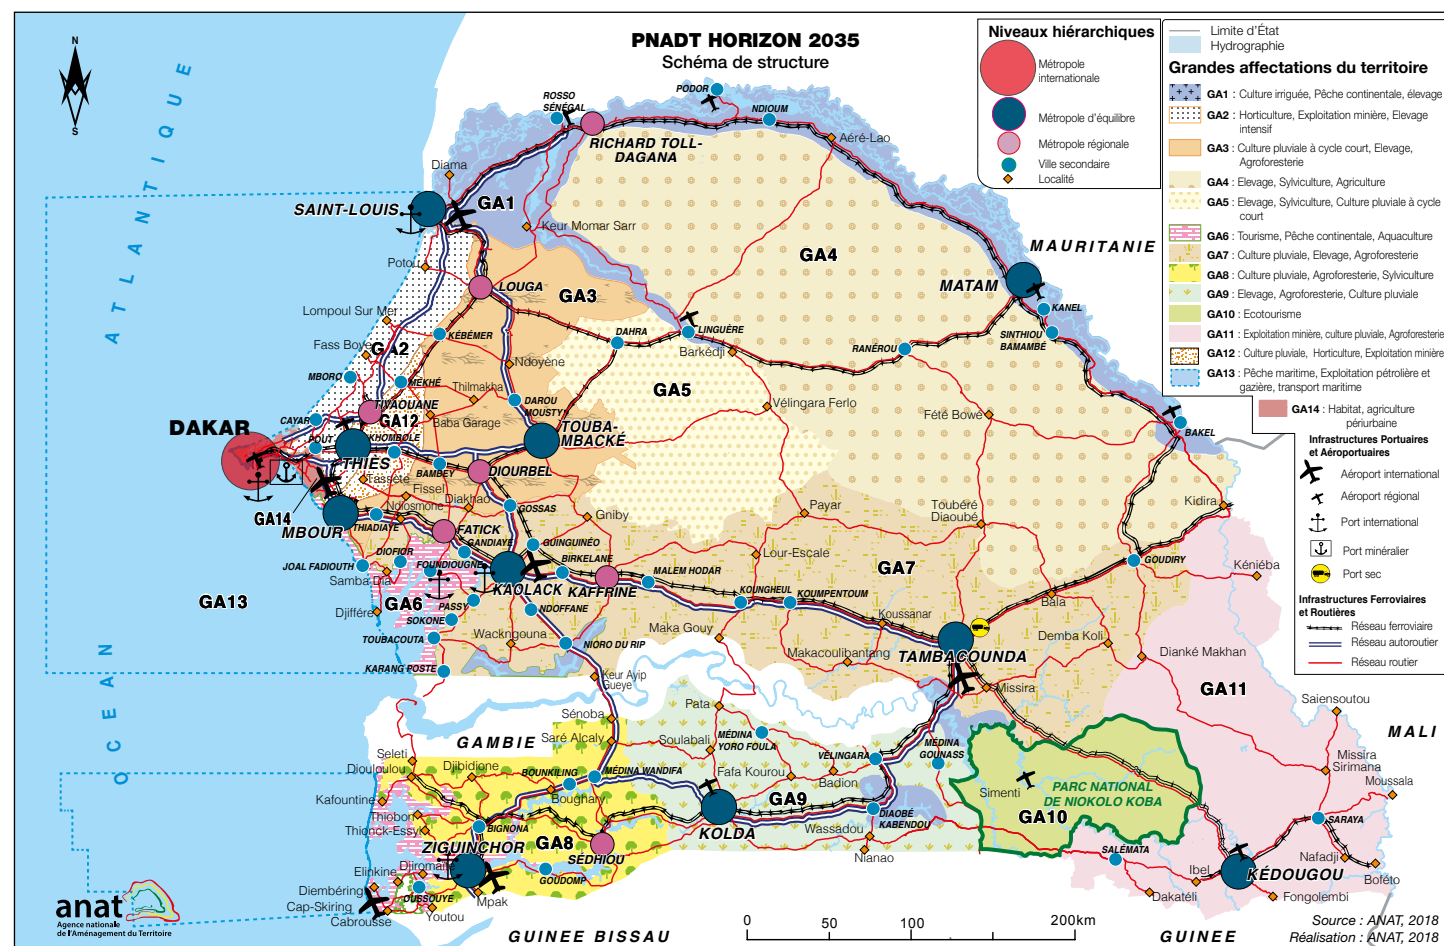 PNADT HORIZON 2035
Schéma de structure
N
S
OCEAN ATLANTIQUE
Niveaux hiérarchiques
Métropole
internationale
Métropole d'équilibre
Métropole régionale
Ville secondaire
Localité
Limite d'État
Hydrographie
Grandes affectations du territoire
GA1 : Culture irriguée, Pêche continentale, élevage
GA2 : Horticulture, Exploitation minière, Elevage
intensif
GA3 : Culture pluviale à cycle court, Elevage,
Agroforesterie
GA4 : Elevage, Sylviculture, Agriculture
GA5 : Elevage, Sylviculture, Culture pluviale à cycle
court
GA6 : Tourisme, Pêche continentale, Aquaculture
GA7 : Culture pluviale, Elevage, Agroforesterie
GA8 : Culture pluviale, Agroforesterie, Sylviculture
GA9 : Elevage, Agroforesterie, Culture pluviale
GA10 : Ecotourisme
GA11 : Exploitation minière, culture pluviale, Agroforesterie
GA12 : Culture pluviale, Horticulture, Exploitation minière
GA13 : Pêche maritime, Exploitation pétrolière et
gazière, transport maritime
GA14 : Habitat, agriculture
périurbaine
Infrastructures Portuaires
et Aéroportuaires
Aéroport international
Aéroport régional
Port international
Port minéralier
Port sec
Infrastructures Ferroviaires
et Routières
Réseau ferroviaire
Réseau autoroutier
Réseau routier
PODOR
ROSSO
SÉNÉGAL
NDIOUM
RICHARD TOLL-
DAGANA
Aéré-Lao
Diama
SAINT-LOUIS
GA1
Keur Momar Sarr
MAURITANIE
GA4
Potou
LOUGA
GA3
MATAM
KANEL
Lompoul Sur Mer
KÉBÉMER
DAHRA
LINGUÈRE
SINTHIOU
BAMAMBÉ
Fass Boye
GA2
Ndoyène
Barkédji
RANÉROU
MBORO
MÉKHÉ
Thilmakha
GA5
DAROU
MOUSTY
Vélingara Ferlo
Fété Bowé
TIVAOUANE
CAYAR
GA12
Baba Garage
BAKEL
DAKAR
POUT
KHOMBOLE
TOUBA-
MBACKÉ
THIÈS
BAMBEY
DIOURBEL
Tassète
Fissel
Diakhao
Ndiosmone
GOSSAS
Gniby
Payar
Toubéré
Diaoubé
Kidira
GA14
MBOUR
THIADIAYE
FATICK
GANDIAYE
GUINGUINÉO
BIRKELANE
Lour-Escale
GA7
GOUDIRY
Kéniéba
DIOFIOR
JOAL FADIOUTH
FOUNDIOUGNE
Samba Dia
KAOLACK
KAFFRINE
MALEM HODAR
KOUNGHEUL
KOUMPENTOUM
Bala
GA13
GA6
Djiffére
PASSY
NDOFFANE
Koussanar
SOKONE
Maka Gouy
Demba Koli
TOUBACOUTA
Wackngouna
NIORO DU RIP
TAMBACOUNDA
Makacoulibantang
Dianké Makhan
KARANG POSTE
Keur Ayip
Gueye
Missira
GA11
Pata
Saiensoutou
Sénoba
GAMBIE
Saré Alcaly
Soulabali
MÉDINA
YORO FOULA
VÉLINGARA
MÉDINA
GOUNASS
MALI
Seleti
Diouloulou
Djibidione
BOUNKILING
MÉDINA WANDIFA
Fafa Kourou
Badion
Missira
Sirimana
Moussala
Simenti
PARC NATIONAL
DE NIOKOLO KOBA
Kafountine
Boughary
GA9
GA10
Thiobon
Thionck-Essyl
BIGNONA
KOLDA
DIAOBÉ
KABENDOU
SARAYA
Wassadou
GA8
SÉDHIOU
Nianao
ZIGUINCHOR
SALÉMATA
Nafadji
Djiromaïte
Elinkine
GOUDOMP
Ibel
KÉDOUGOU
Boféto
Diembéring
Cap-Skiring
OUSSOUYE
Mpak
Dakatéli
Fongolembi
Cabrousse
Youtou
anat
Agence nationale
de l'Aménagement du Territoire
GUINEE BISSAU
0 50 100 200km
GUINEE
Source : ANAT, 2018
Réalisation : ANAT, 2018